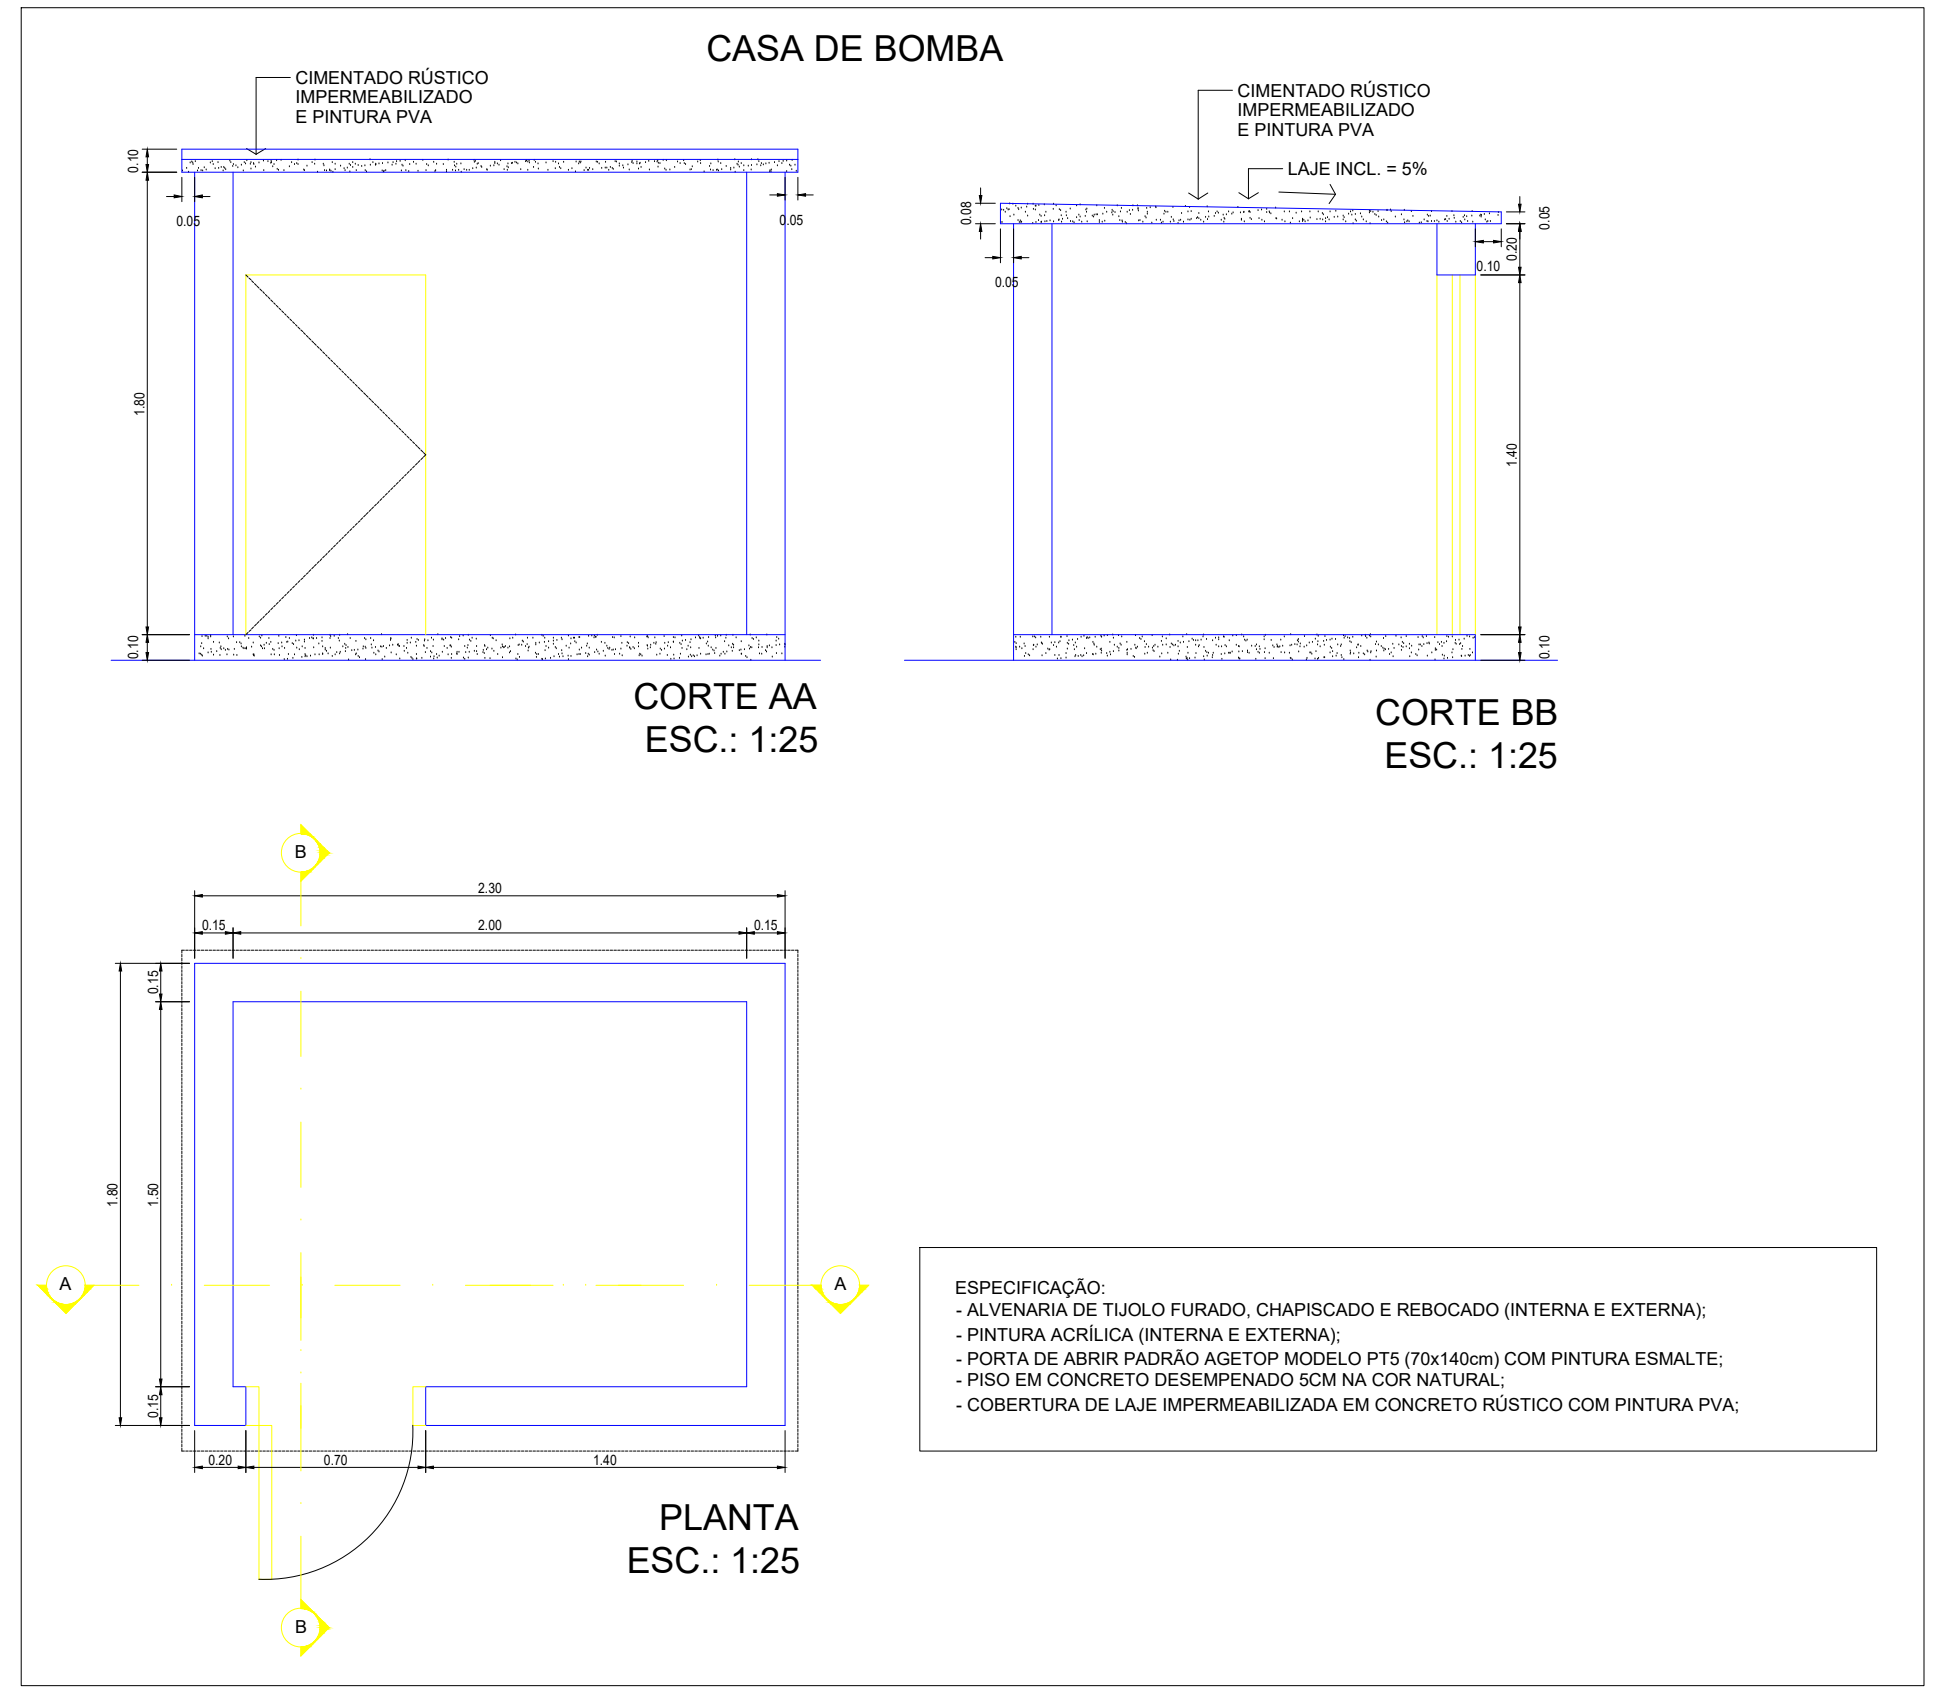 CASA DE BOMBA
CIMENTADO RÚSTICO
IMPERMEABILIZADO
E PINTURA PVA
0.10
0.05
0.05
1.80
0.10
CORTE AA
ESC.: 1:25
CIMENTADO RÚSTICO
IMPERMEABILIZADO
E PINTURA PVA
LAJE INCL. = 5%
0.08
0.05
0.20
0.10
0.05
1.40
0.10
CORTE BB
ESC.: 1:25
B
2.30
0.15
2.00
0.15
0.15
1.80
1.50
A
A
0.15
0.20
0.70
1.40
PLANTA
ESC.: 1:25
B
ESPECIFICAÇÃO:
- ALVENARIA DE TIJOLO FURADO, CHAPISCADO E REBOCADO (INTERNA E EXTERNA);
- PINTURA ACRÍLICA (INTERNA E EXTERNA);
- PORTA DE ABRIR PADRÃO AGETOP MODELO PT5 (70x140cm) COM PINTURA ESMALTE;
- PISO EM CONCRETO DESEMPENADO 5CM NA COR NATURAL;
- COBERTURA DE LAJE IMPERMEABILIZADA EM CONCRETO RÚSTICO COM PINTURA PVA;